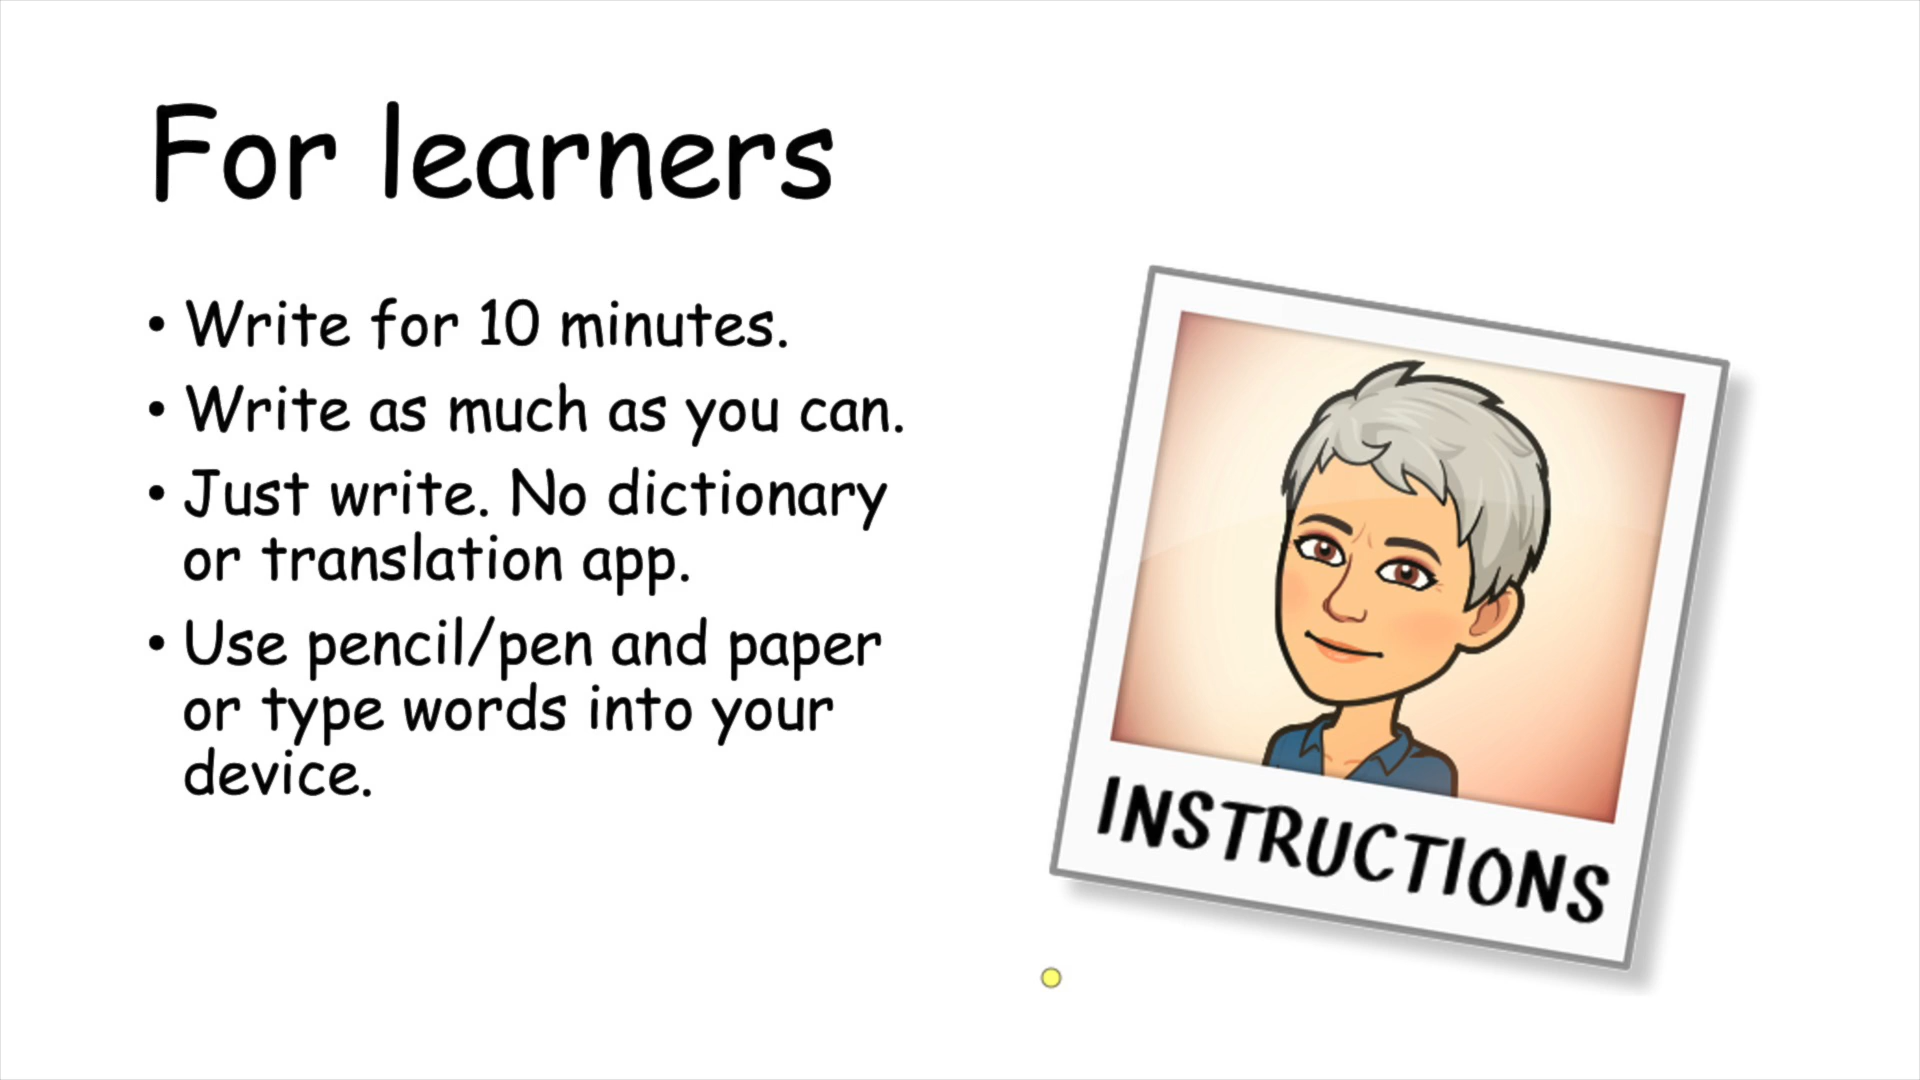 For learners
• Write for 10 minutes.
• Write as much as you can.
• Just write. No dictionary
or translation app.
• Use pencil/pen and paper
or type words into your
device.
INSTRUCTIONS